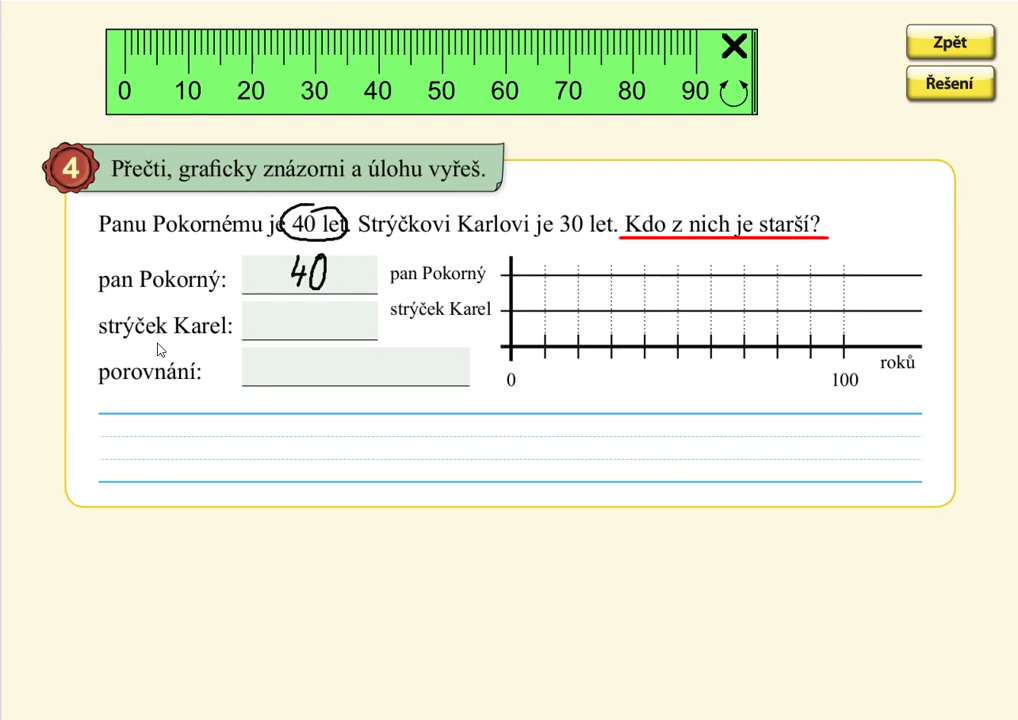 Zpět
Řešení
0 10 20 30 40 50 60 70 80 90
4 Přečti, graficky znázorni a úlohu vyřeš.
Panu Pokornému je 40 let. Strýčkovi Karlovi je 30 let. Kdo z nich je starší?
pan Pokorný: 40
strýček Karel:
porovnání:
pan Pokorný
strýček Karel
roků
0 100